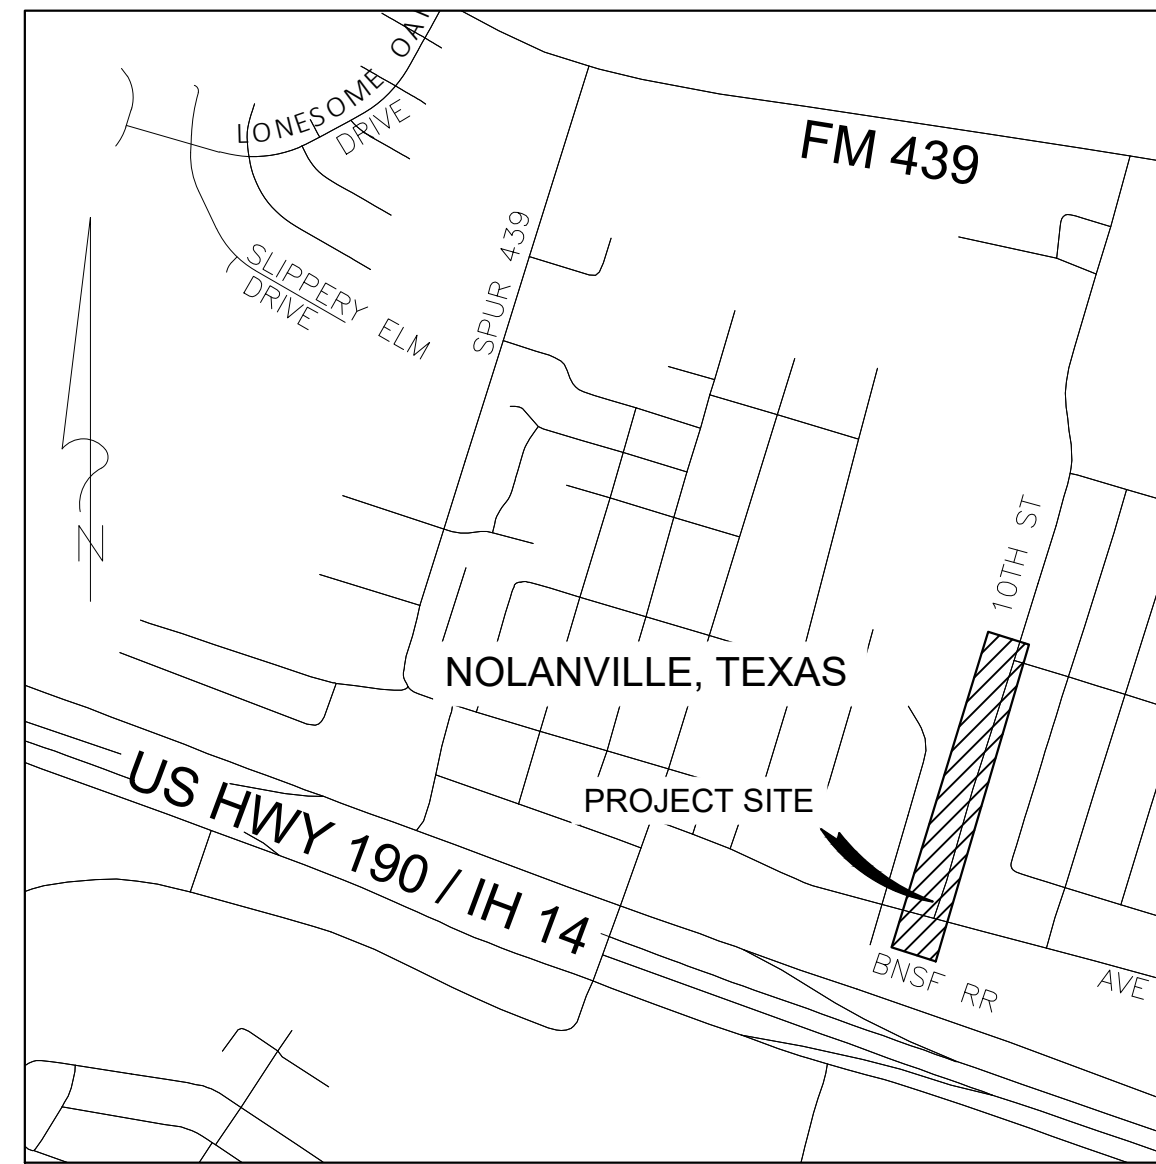 LONESOME OA
DRIVE
FM 439
SLIPPERY ELM
DRIVE
SPUR 439
N
10TH ST
NOLANVILLE, TEXAS
PROJECT SITE
US HWY 190 / IH 14
BNSF RR
AVE